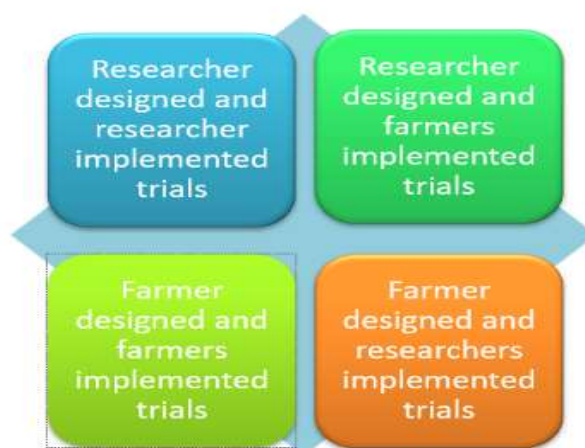 Researcher
designed and
researcher
implemented
trials
Researcher
designed and
farmers
implemented
trials
Farmer
designed and
farmers
implemented
trials
Farmer
designed and
researchers
implemented
trials